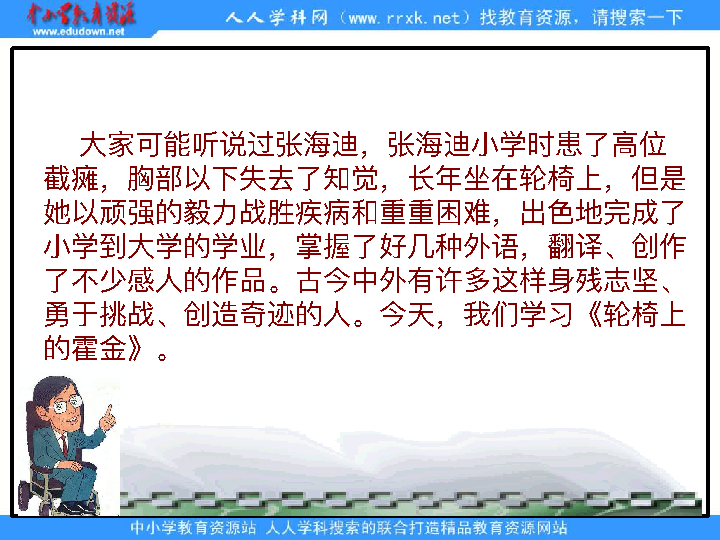 中小学教育资源
www.edudown.net
人人学科网（www.rrxk.net）找教育资源，请搜索一下
大家可能听说过张海迪，张海迪小学时患了高位
截瘫，胸部以下失去了知觉，长年坐在轮椅上，但是
她以顽强的毅力战胜疾病和重重困难，出色地完成了
小学到大学的学业，掌握了好几种外语，翻译、创作
了不少感人的作品。古今中外有许多这样身残志坚、
勇于挑战、创造奇迹的人。今天，我们学习《轮椅上
的霍金》。
中小学教育资源站 人人学科搜索的联合打造精品教育资源网站